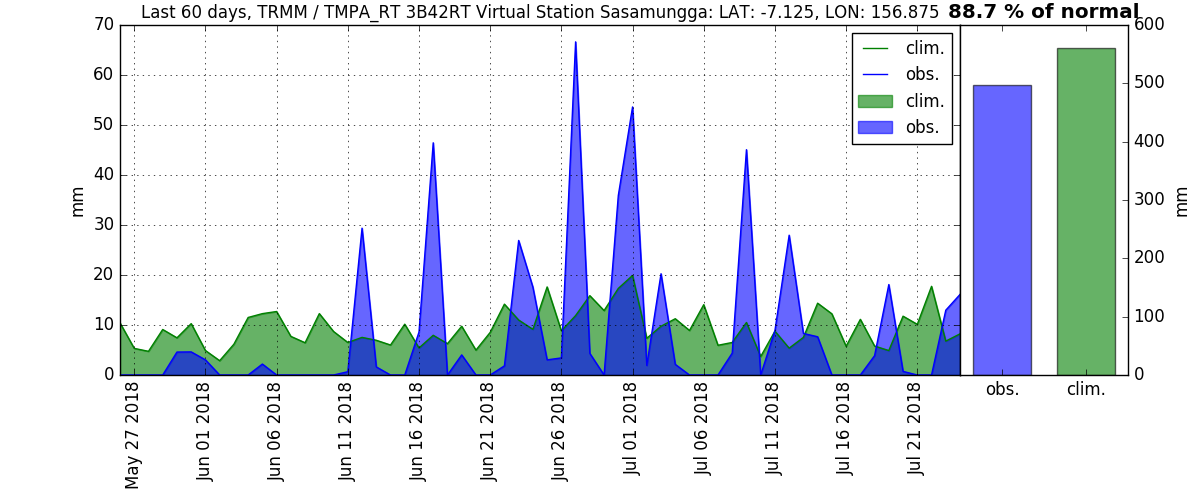 Last 60 days, TRMM / TMPA_RT 3B42RT Virtual Station Sasamungga: LAT: -7.125, LON: 156.875
88.7 % of normal
70
60
50
40
30
20
10
0
mm
clim.
obs.
clim.
obs.
May 27 2018
Jun 01 2018
Jun 06 2018
Jun 11 2018
Jun 16 2018
Jun 21 2018
Jun 26 2018
Jul 01 2018
Jul 06 2018
Jul 11 2018
Jul 16 2018
Jul 21 2018
600
500
400
300
200
100
0
mm
obs.
clim.